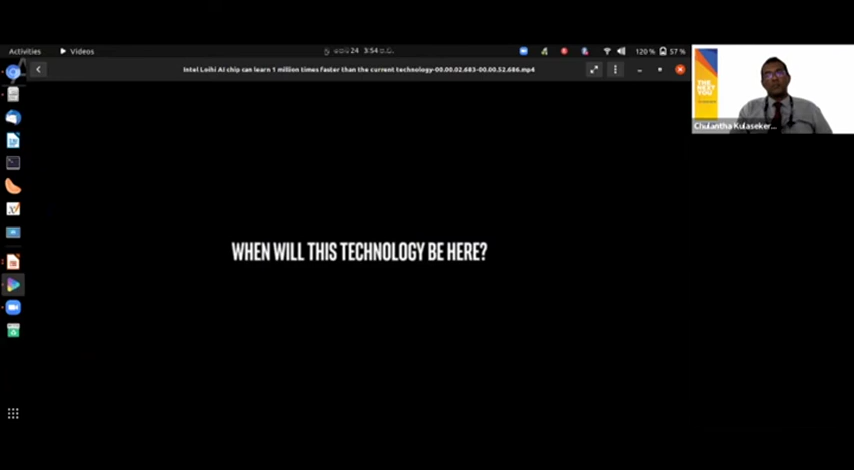 Activities
Videos
24 3:54
120 %
57 %
Intel Loihi AI chip can learn 1 million times faster than the current technology-00.00.02.683-00.00.52.686.mp4
THE
NEXT
YOU
Chulantha Kulaseker...
WHEN WILL THIS TECHNOLOGY BE HERE?